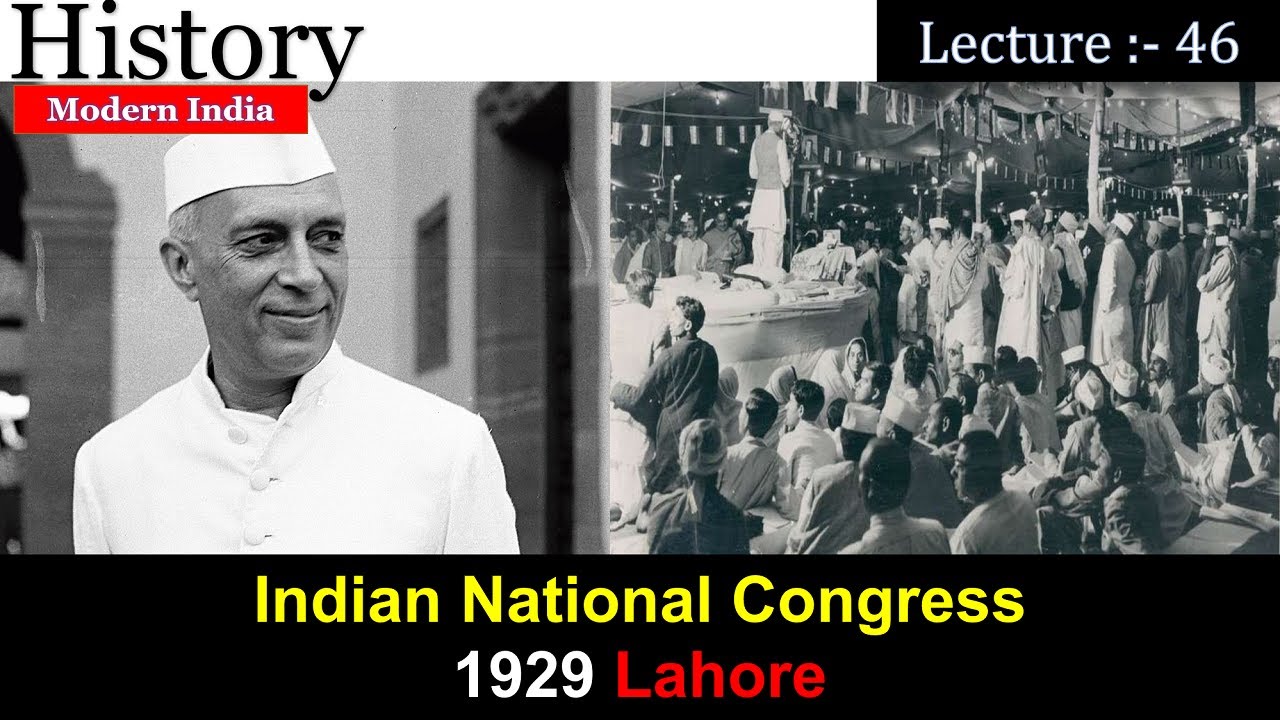 History
Modern India
Lecture :- 46
Indian National Congress
1929 Lahore